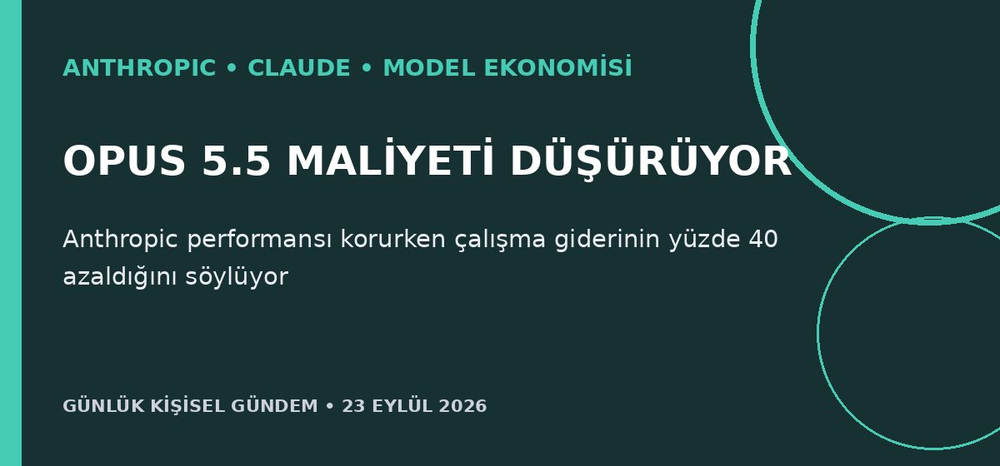 ANTHROPIC • CLAUDE • MODEL EKONOMİSİ
OPUS 5.5 MALİYETİ DÜŞÜRÜYOR
Anthropic performansı korurken çalışma giderinin yüzde 40
azaldığını söylüyor
GÜNLÜK KİŞİSEL GÜNDEM • 23 EYLÜL 2026